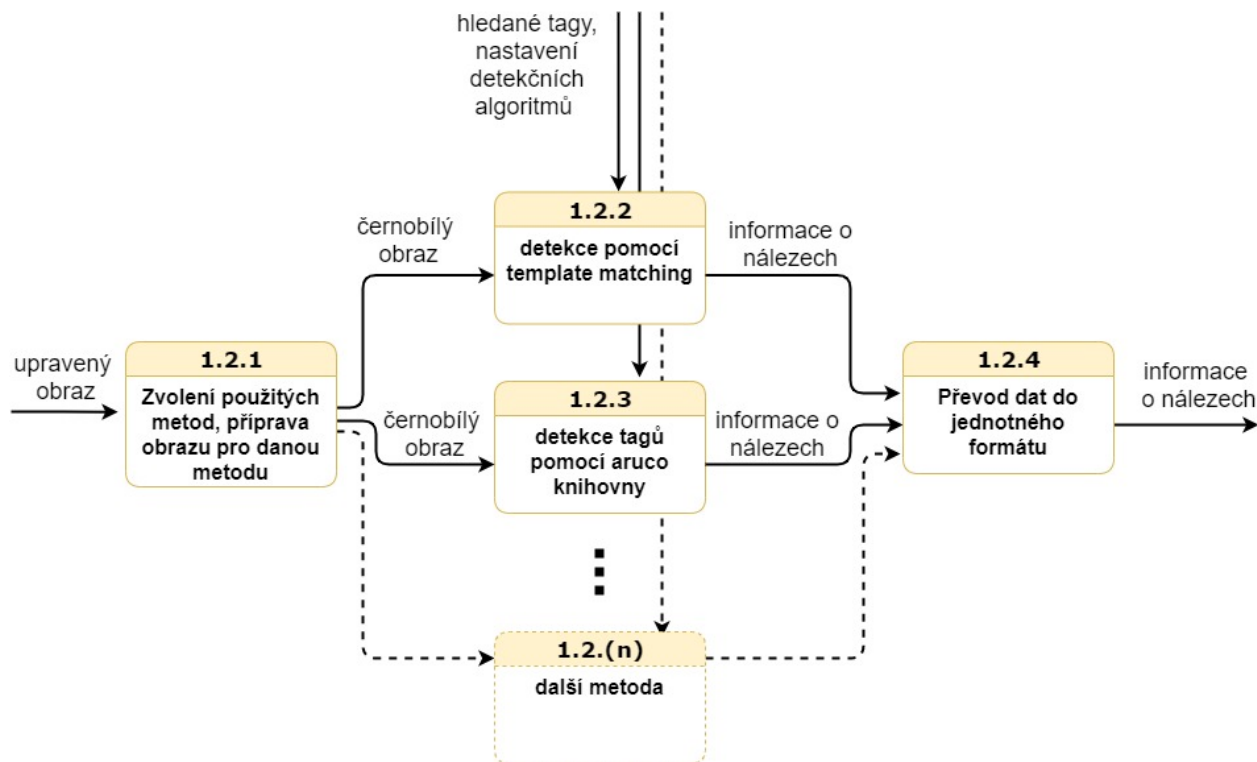 hledané tagy,
nastavení
detekčních
algoritmů
1.2.2
detekce pomocí
template matching
černobílý
obraz
informace o
nálezech
upravený
obraz
1.2.1
Zvolení použitých
metod, příprava
obrazu pro danou
metodu
černobílý
obraz
1.2.3
detekce tagů
pomocí aruco
knihovny
informace o
nálezech
1.2.4
Převod dat do
jednotného
formátu
informace
o nálezech
1.2.(n)
další metoda